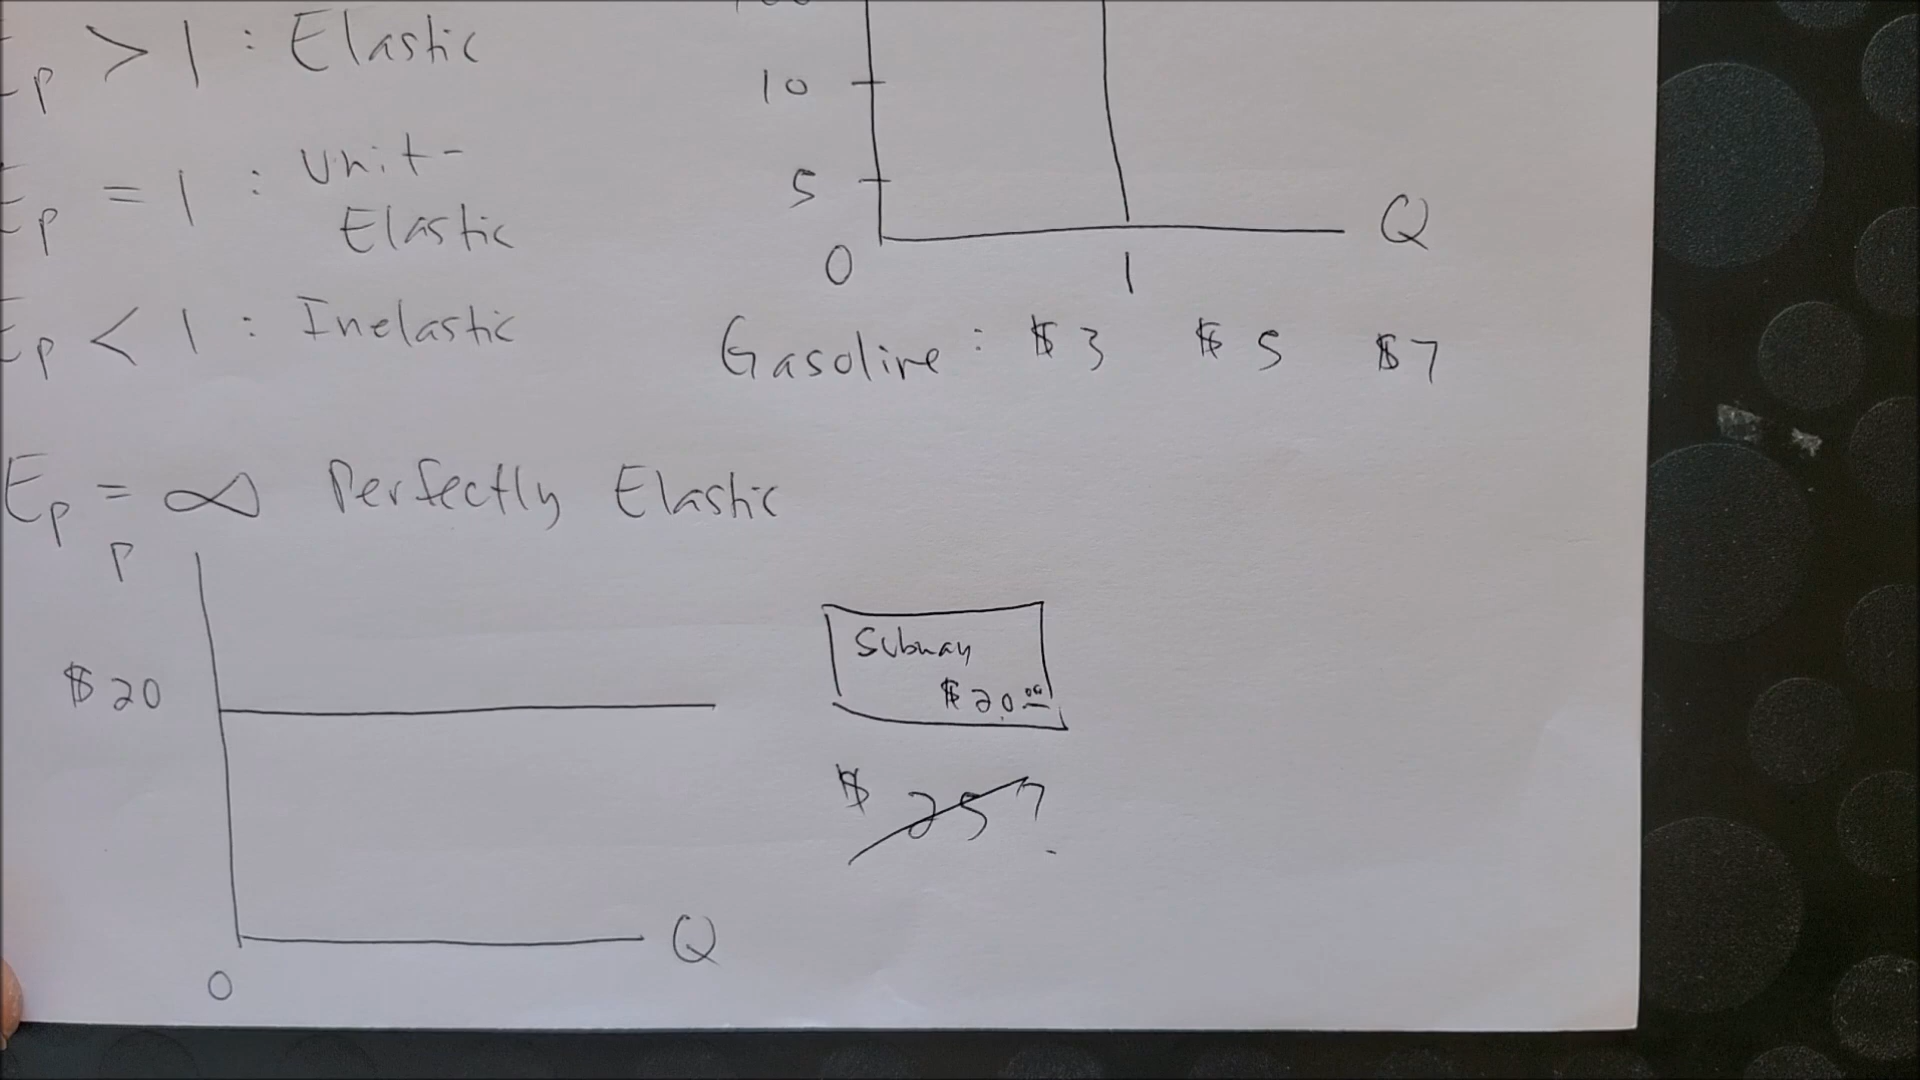 Ep > 1 : Elastic
Ep = 1 : Unit-
Elastic
Ep < 1 : Inelastic
10
5
0
1
Q
Gasoline : $3 $5 $7
Ep = ∞ Perfectly Elastic
P
$20
0
Q
Subway
$20.00
$ 25?